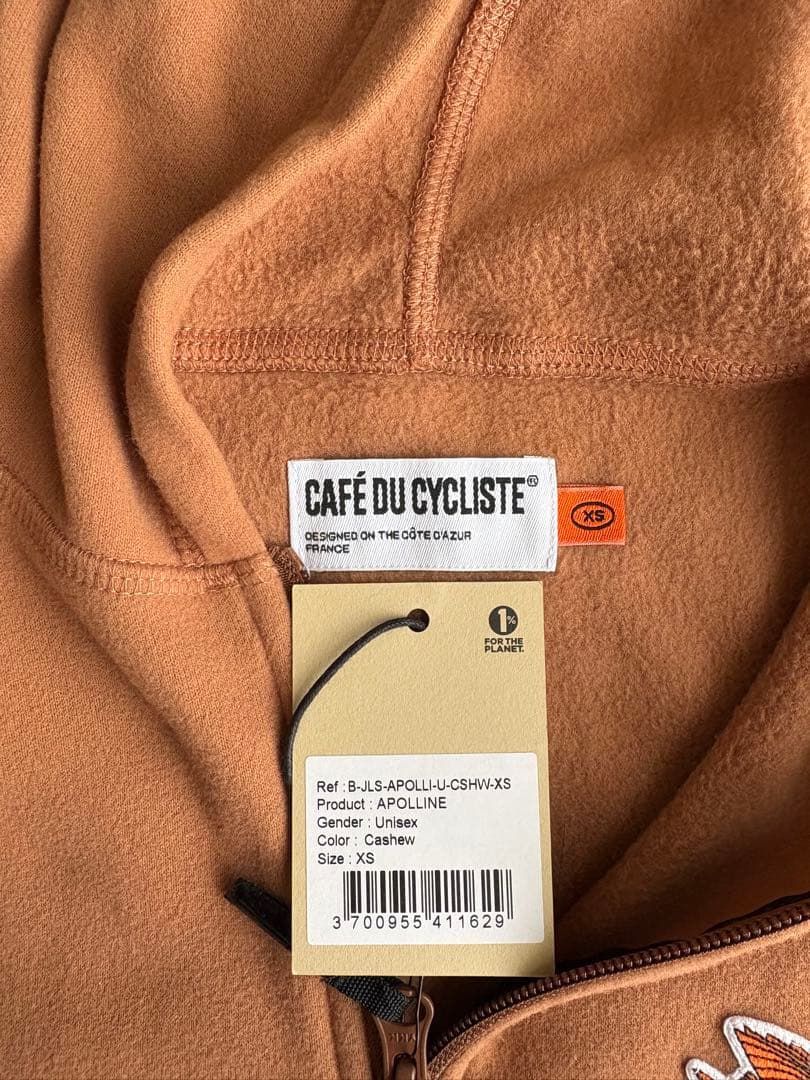 CAFÉ DU CYCLISTE®
DESIGNED ON THE CÔTE D'AZUR
FRANCE
XS
1%
FOR THE
PLANET.
Ref : B-JLS-APOLLI-U-CSHW-XS
Product : APOLLINE
Gender : Unisex
Color : Cashew
Size : XS
3 700955 411629
YKK